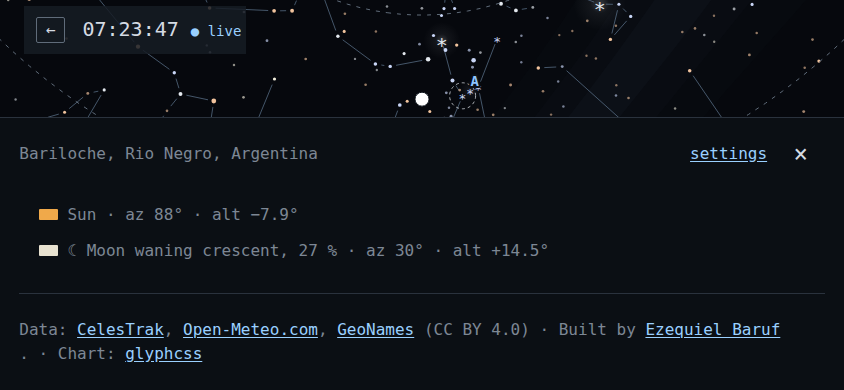 ← 07:23:47 ● live
A
Bariloche, Rio Negro, Argentina settings ×
Sun · az 88° · alt −7.9°
☾ Moon waning crescent, 27 % · az 30° · alt +14.5°
Data: CelesTrak, Open-Meteo.com, GeoNames (CC BY 4.0) · Built by Ezequiel Baruf
. · Chart: glyphcss